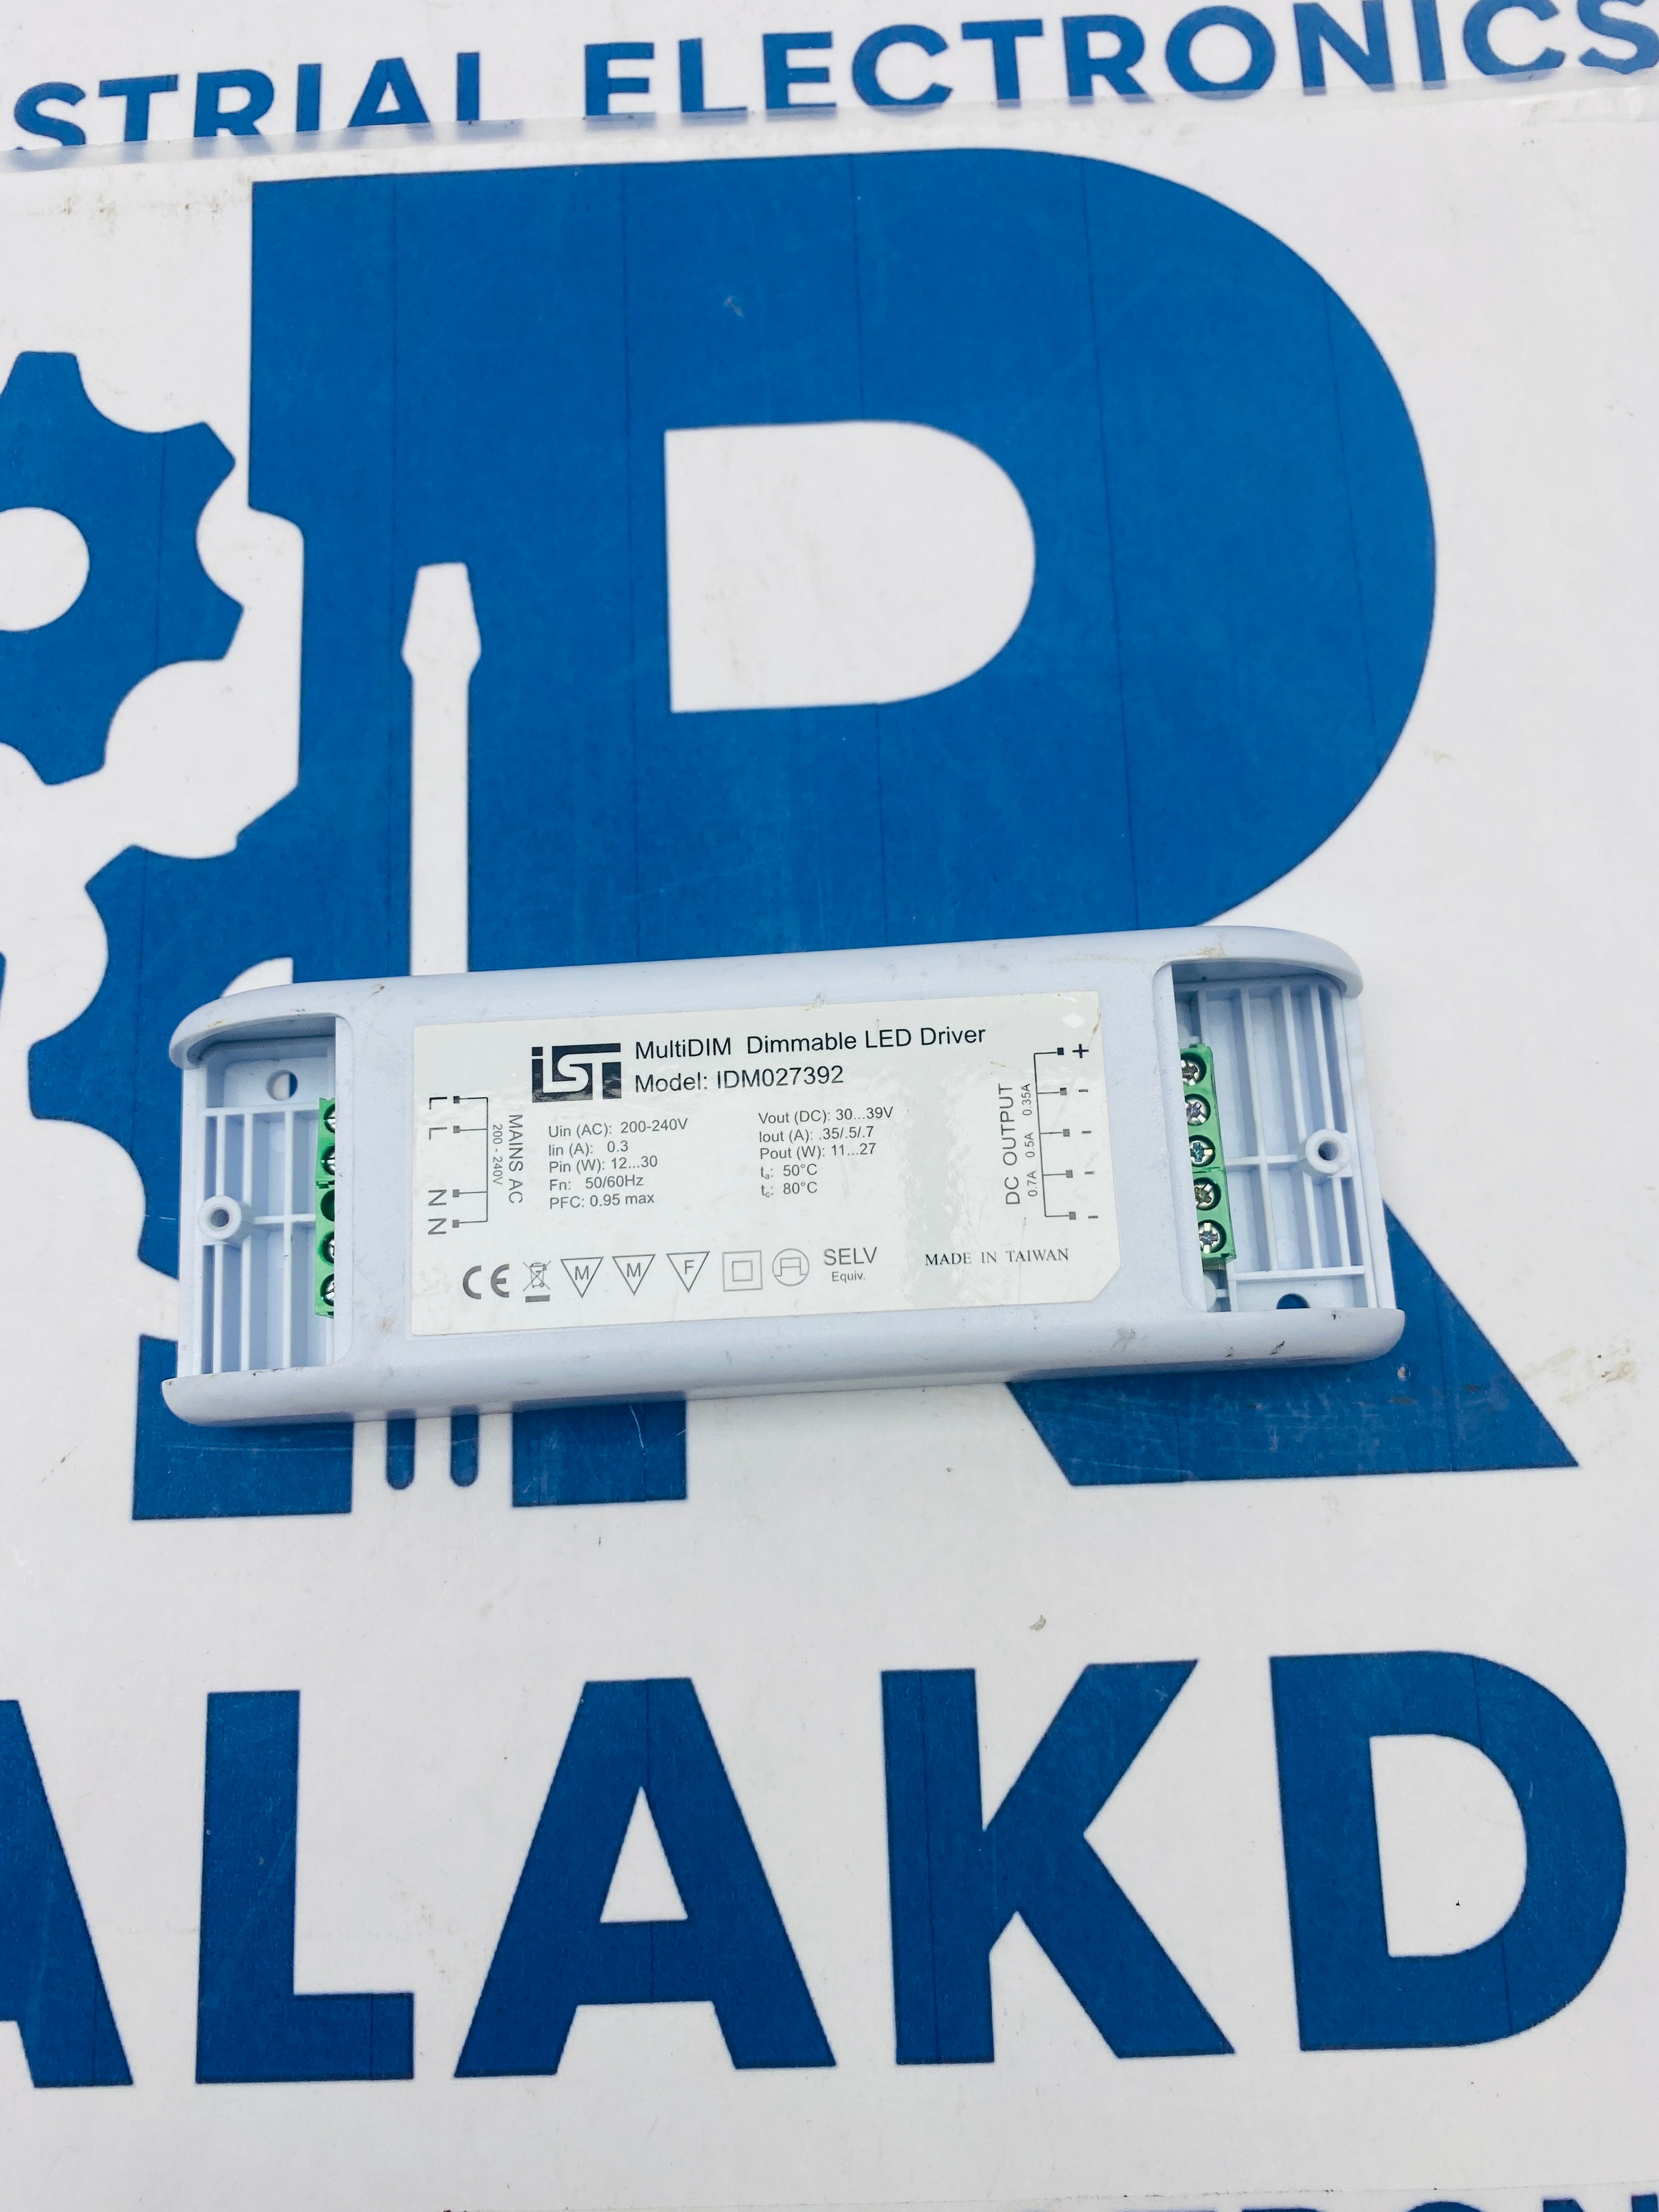 STRIAL ELECTRONICS
R
iST
MultiDIM Dimmable LED Driver
Model: IDM027392
L
L
N
N
MAINS AC
200 - 240V
Uin (AC): 200-240V
Iin (A): 0.3
Pin (W): 12...30
Fn: 50/60Hz
PFC: 0.95 max
Vout (DC): 30...39V
Iout (A): .35/.5/.7
Pout (W): 11...27
ta: 50°C
tc: 80°C
DC OUTPUT
0.7A 0.5A 0.35A
+
-
-
-
-
CE
M
M
F
SELV
Equiv.
MADE IN TAIWAN
ALAKD